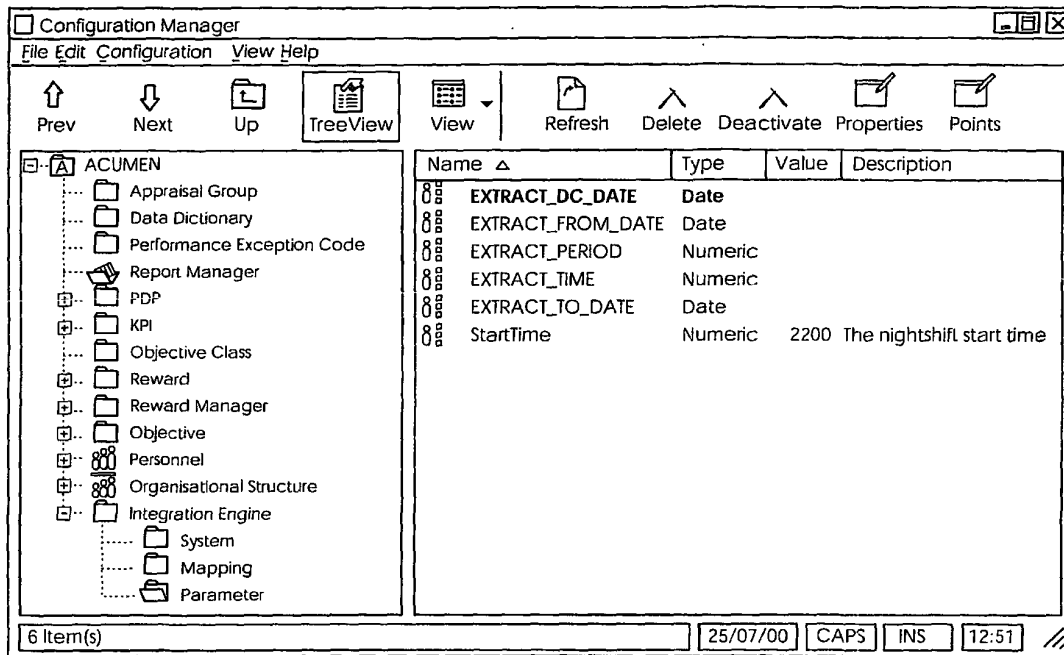 Configuration Manager
File Edit Configuration View Help
Prev Next Up TreeView View Refresh Delete Deactivate Properties Points
ACUMEN
Appraisal Group
Data Dictionary
Performance Exception Code
Report Manager
PDP
KPI
Objective Class
Reward
Reward Manager
Objective
Personnel
Organisational Structure
Integration Engine
System
Mapping
Parameter
Name Type Value Description
EXTRACT_DC_DATE Date
EXTRACT_FROM_DATE Date
EXTRACT_PERIOD Numeric
EXTRACT_TIME Numeric
EXTRACT_TO_DATE Date
StartTime Numeric 2200 The nightshift start time
6 Item(s) 25/07/00 CAPS INS 12:51